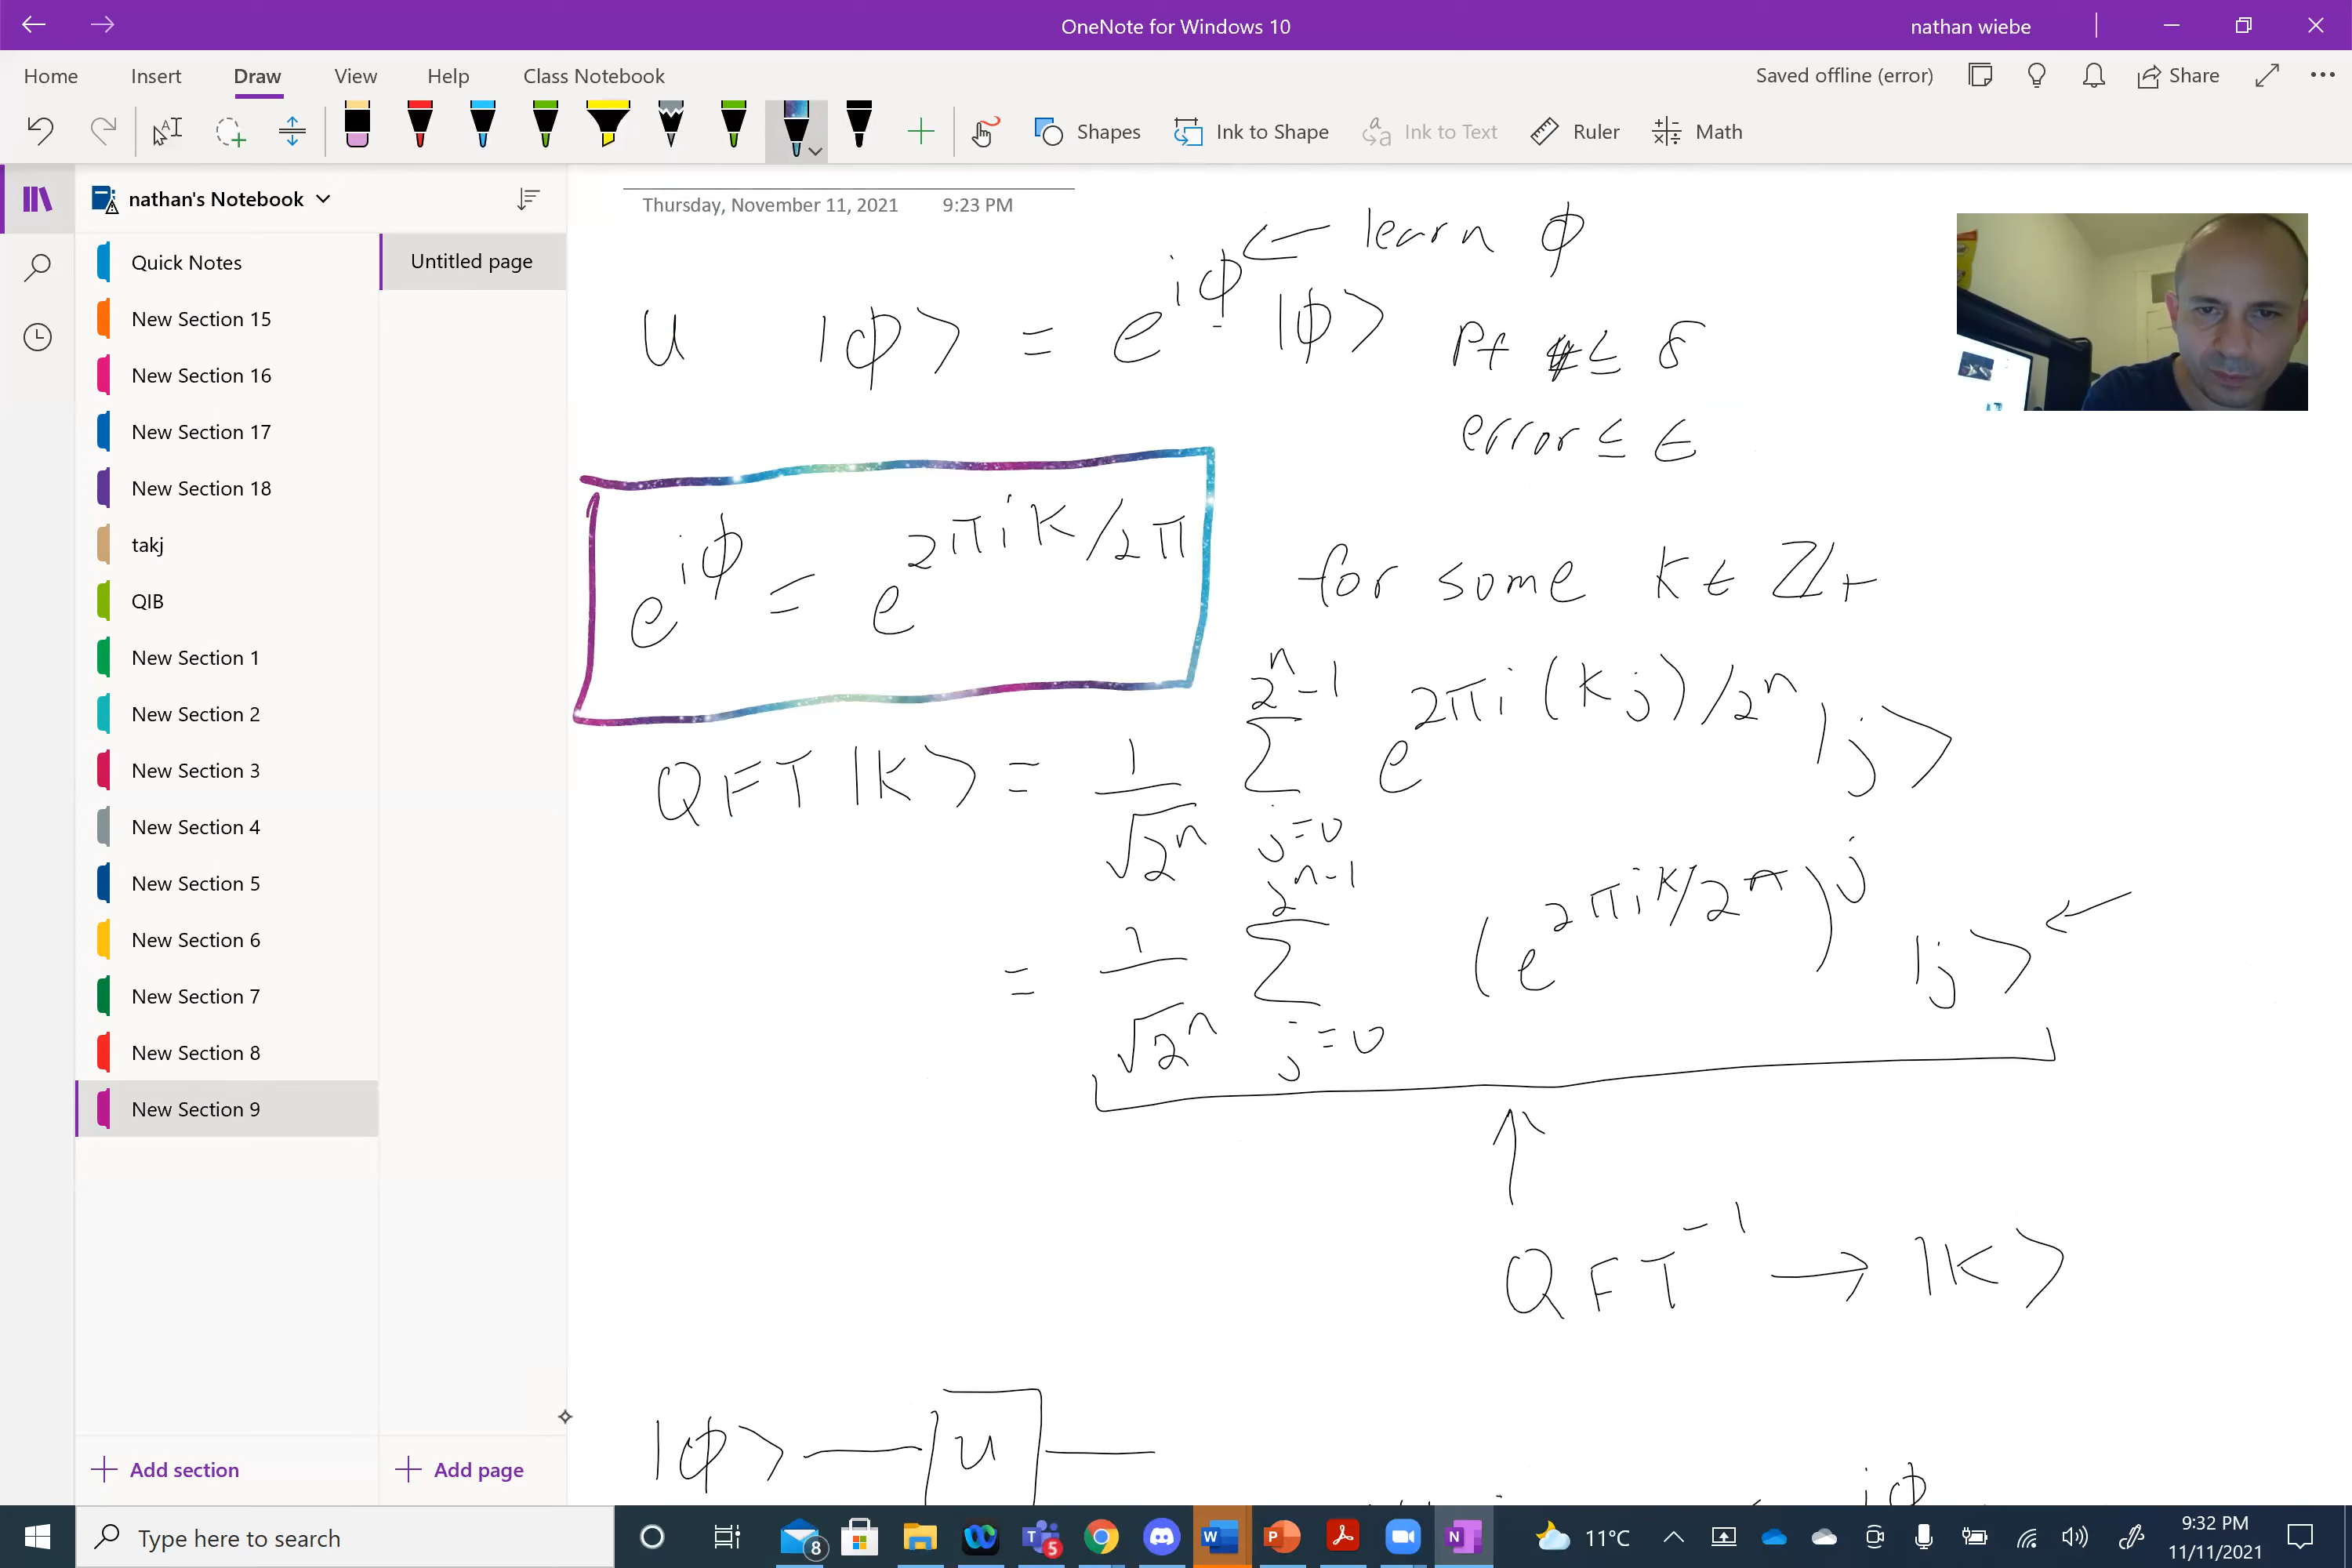 OneNote for Windows 10
nathan wiebe
Home Insert Draw View Help Class Notebook
Saved offline (error) Share
Shapes Ink to Shape Ink to Text Ruler Math
nathan's Notebook
Quick Notes
New Section 15
New Section 16
New Section 17
New Section 18
takj
QIB
New Section 1
New Section 2
New Section 3
New Section 4
New Section 5
New Section 6
New Section 7
New Section 8
New Section 9
Add section
Untitled page
Add page
Thursday, November 11, 2021 9:23 PM
← learn ϕ
U |ϕ> = e^{iϕ} |ϕ> Pf ≤ δ
error ≤ ε
e^{iϕ} = e^{2πik/2π}
for some k ∈ ℤ+
QFT |k> = 1/√2^n ∑_{j=0}^{2^n-1} e^{2πi(kj)/2^n} |j>
= 1/√2^n ∑_{j=0}^{2^{n-1}} (e^{2πik/2^n})^j |j> ←
↑
QFT^{-1} → |k>
|ϕ> U
iϕ
Type here to search
8
5
11°C
9:32 PM
11/11/2021